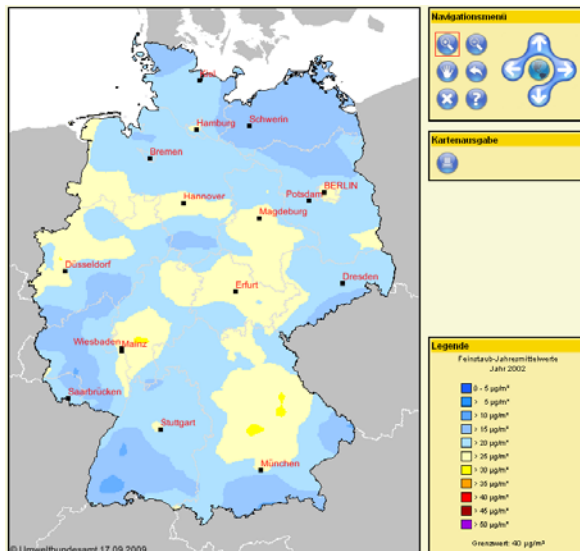 Navigationsmenü
Kartenausgabe
Kiel
Schwerin
Hamburg
Bremen
BERLIN
Potsdam
Hannover
Magdeburg
Düsseldorf
Dresden
Erfurt
Wiesbaden
Mainz
Saarbrücken
Stuttgart
München
© Umweltbundesamt 17.09.2009
Legende
Feinstaub-Jahresmittelwerte
Jahr 2002
0 - 5 µg/m³
> 5 µg/m³
> 10 µg/m³
> 15 µg/m³
> 20 µg/m³
> 25 µg/m³
> 30 µg/m³
> 35 µg/m³
> 40 µg/m³
> 45 µg/m³
> 50 µg/m³
Grenzwert: 40 µg/m³